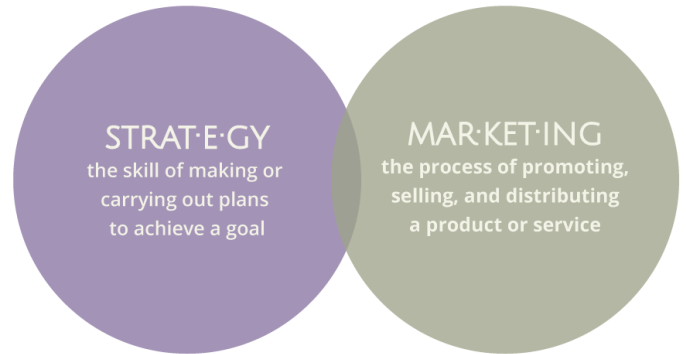 STRAT·E·GY
the skill of making or
carrying out plans
to achieve a goal
MAR·KET·ING
the process of promoting,
selling, and distributing
a product or service